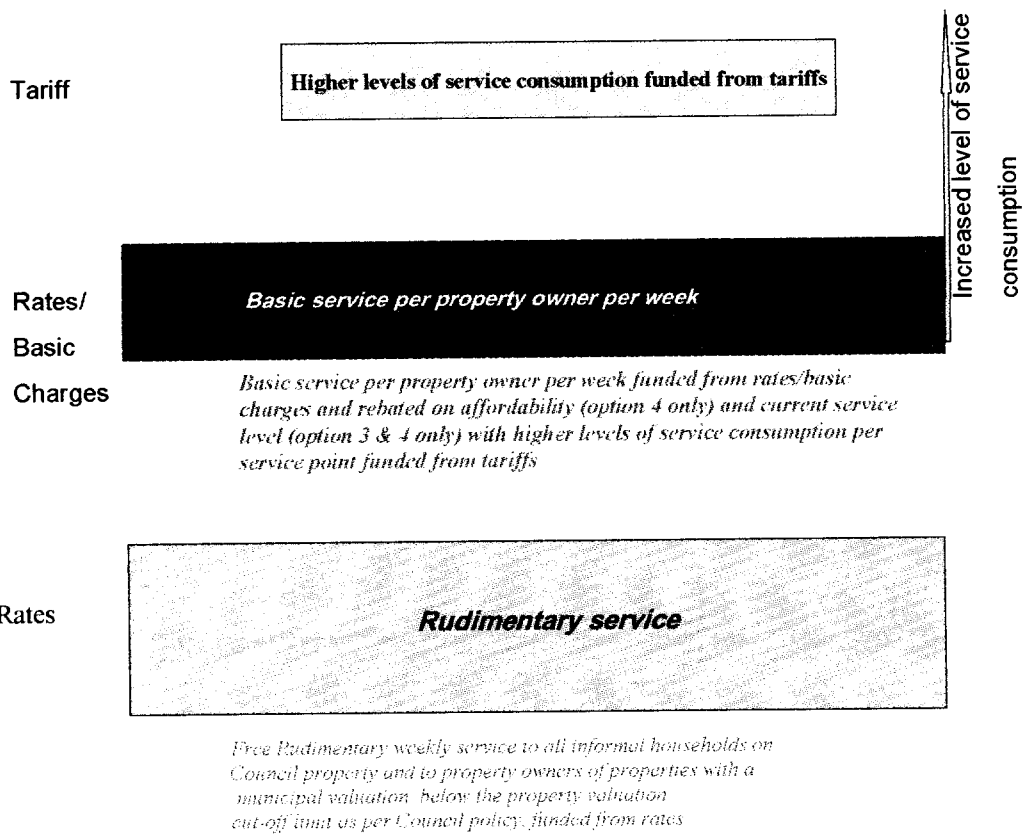 Tariff
Higher levels of service consumption funded from tariffs
Increased level of service
consumption
Rates/
Basic
Charges
Basic service per property owner per week
Basic service per property owner per week funded from rates/basic
charges and rebated on affordability (option 4 only) and current service
level (option 3 & 4 only) with higher levels of service consumption per
service point funded from tariffs
Rates
Rudimentary service
Free Rudimentary weekly service to all informal households on
Council property and to property owners of properties with a
municipal valuation below the property valuation
cut-off limit as per Council policy, funded from rates